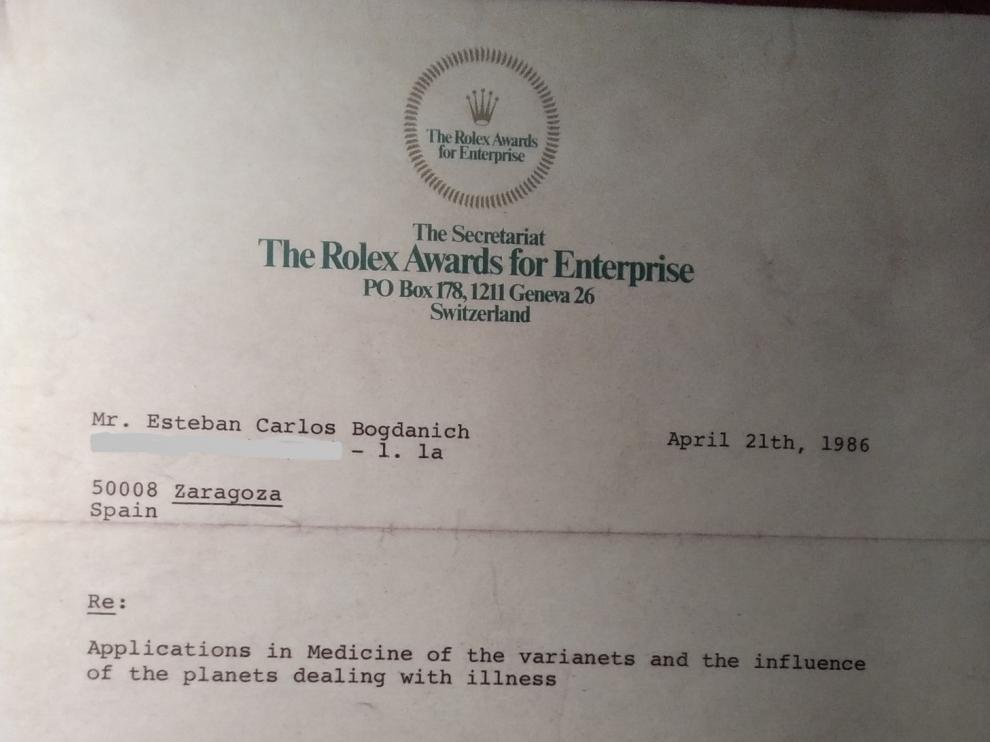 The Rolex Awards
for Enterprise
The Secretariat
The Rolex Awards for Enterprise
PO Box 178, 1211 Geneva 26
Switzerland
Mr. Esteban Carlos Bogdanich
April 21th, 1986
- 1. 1a
50008 Zaragoza
Spain
Re:
Applications in Medicine of the varianets and the influence
of the planets dealing with illness